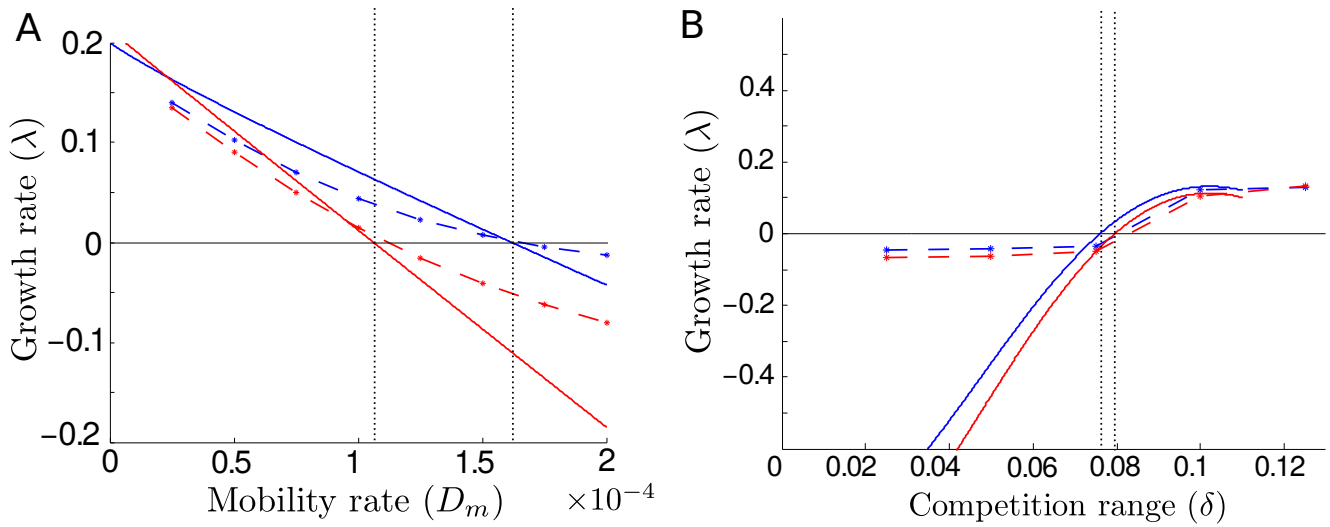 A
Growth rate (λ)
0.2
0.1
0
−0.1
−0.2
0 0.5 1 1.5 2
Mobility rate (Dₘ) ×10⁻⁴
B
Growth rate (λ)
0.4
0.2
0
−0.2
−0.4
0 0.02 0.04 0.06 0.08 0.1 0.12
Competition range (δ)